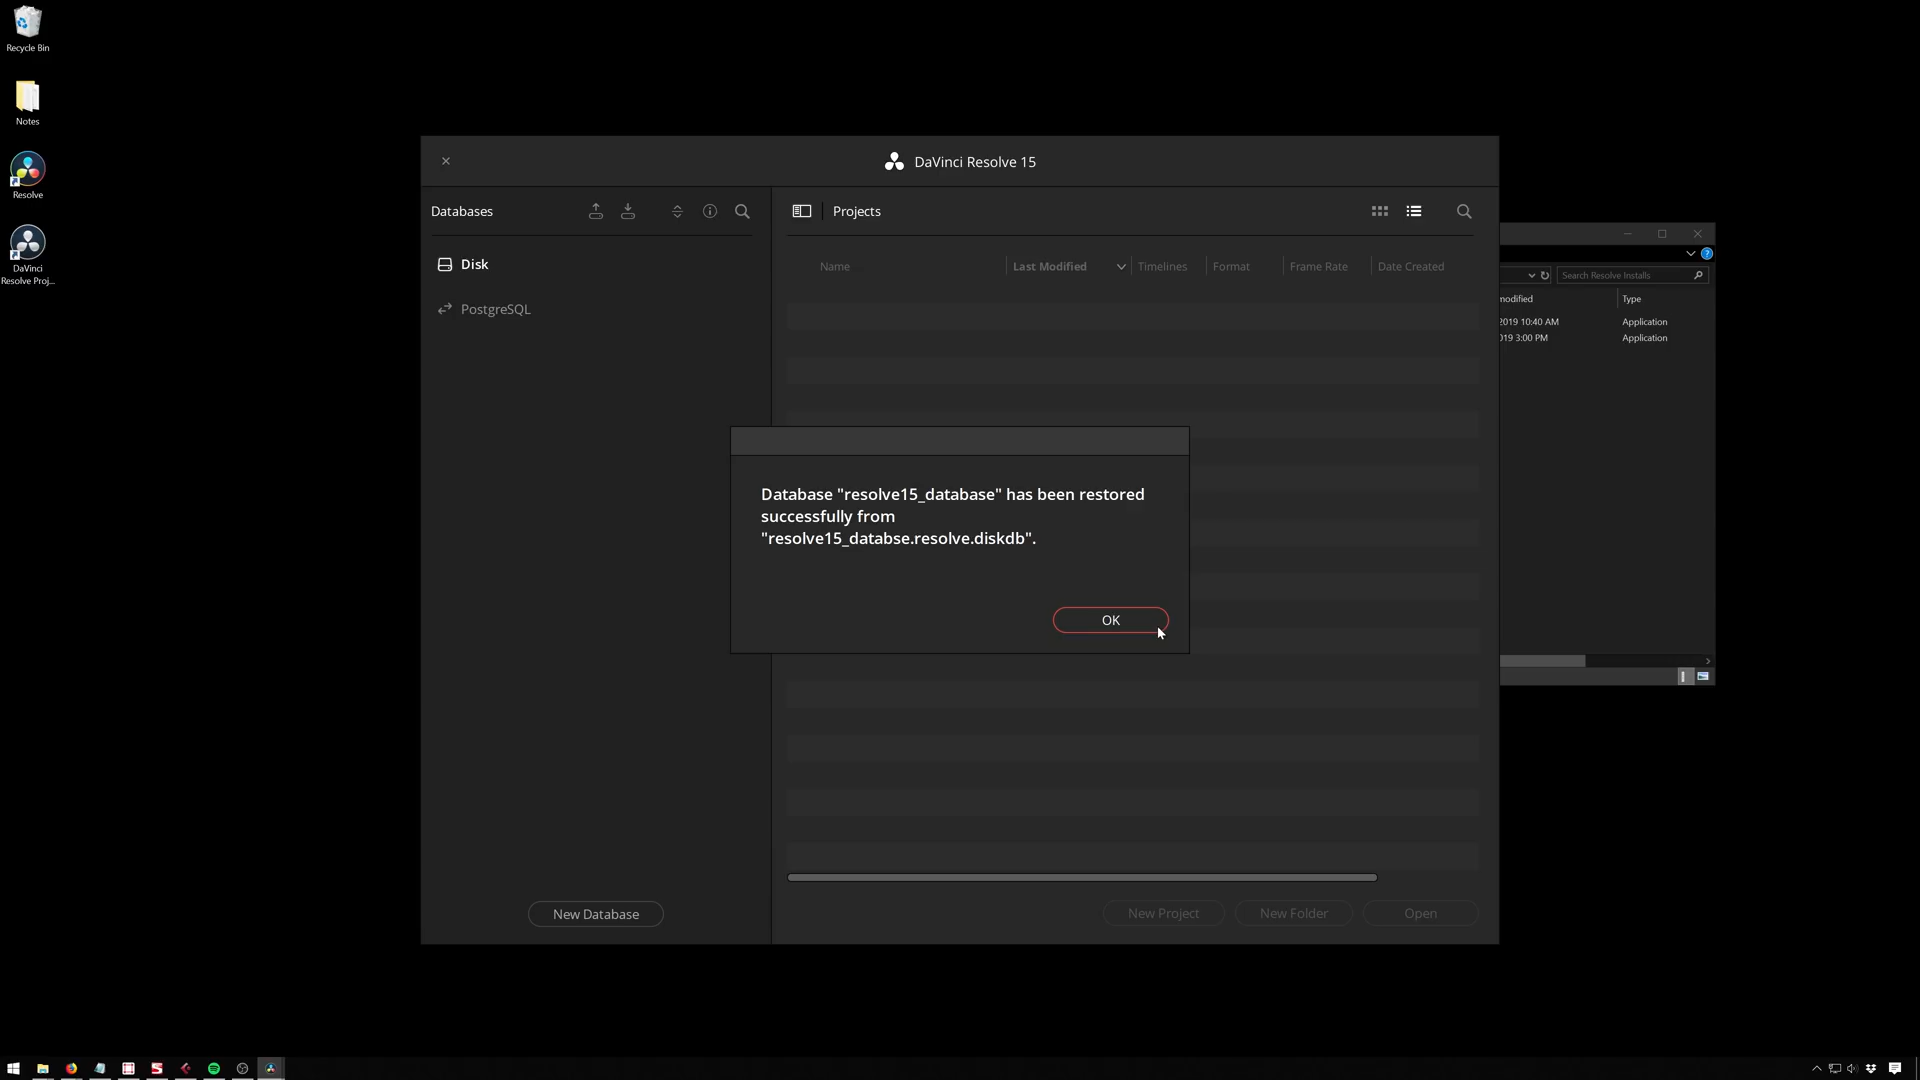 Recycle Bin
Notes
Resolve
DaVinci
Resolve Proj...
DaVinci Resolve 15
Databases
Projects
Disk
PostgreSQL
Name
Last Modified
Timelines
Format
Frame Rate
Date Created
Database "resolve15_database" has been restored
successfully from
"resolve15_databse.resolve.diskdb".
OK
New Database
New Project
New Folder
Open
Search Resolve Installs
modified
Type
2019 10:40 AM
Application
019 3:00 PM
Application